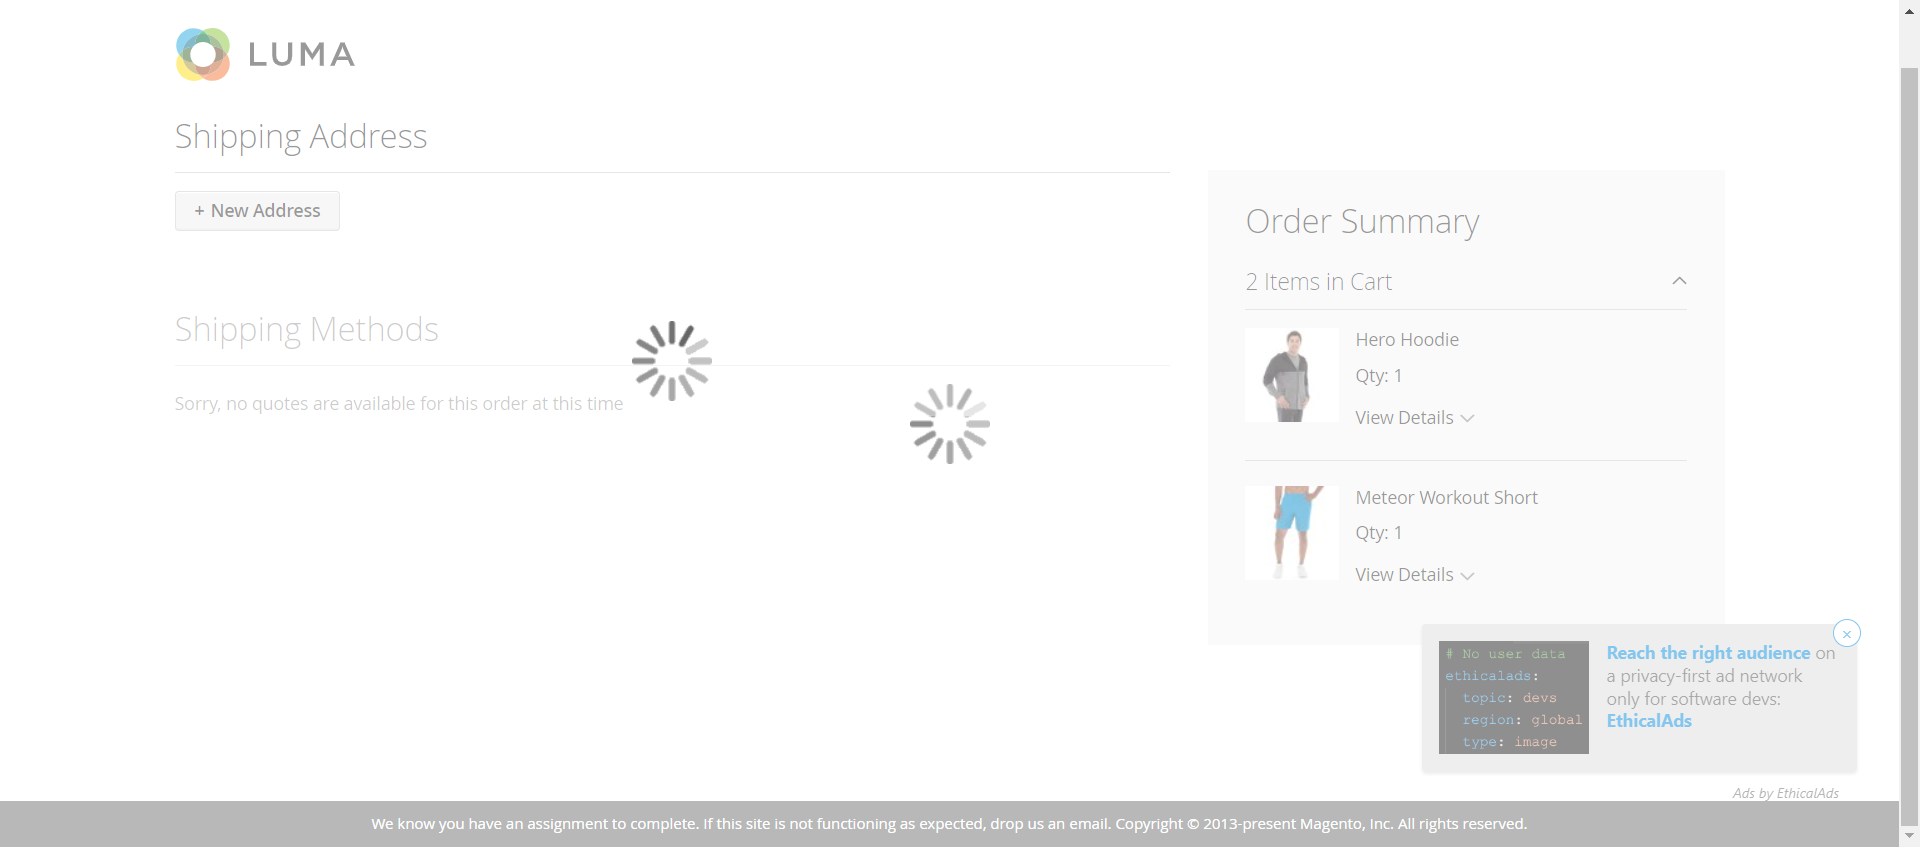 LUMA
Shipping Address
+ New Address
Shipping Methods
Sorry, no quotes are available for this order at this time
Order Summary
2 Items in Cart
Hero Hoodie
Qty: 1
View Details
Meteor Workout Short
Qty: 1
View Details
# No user data
ethicalads:
topic: devs
region: global
type: image
Reach the right audience on
a privacy-first ad network
only for software devs:
EthicalAds
Ads by EthicalAds
We know you have an assignment to complete. If this site is not functioning as expected, drop us an email. Copyright © 2013-present Magento, Inc. All rights reserved.